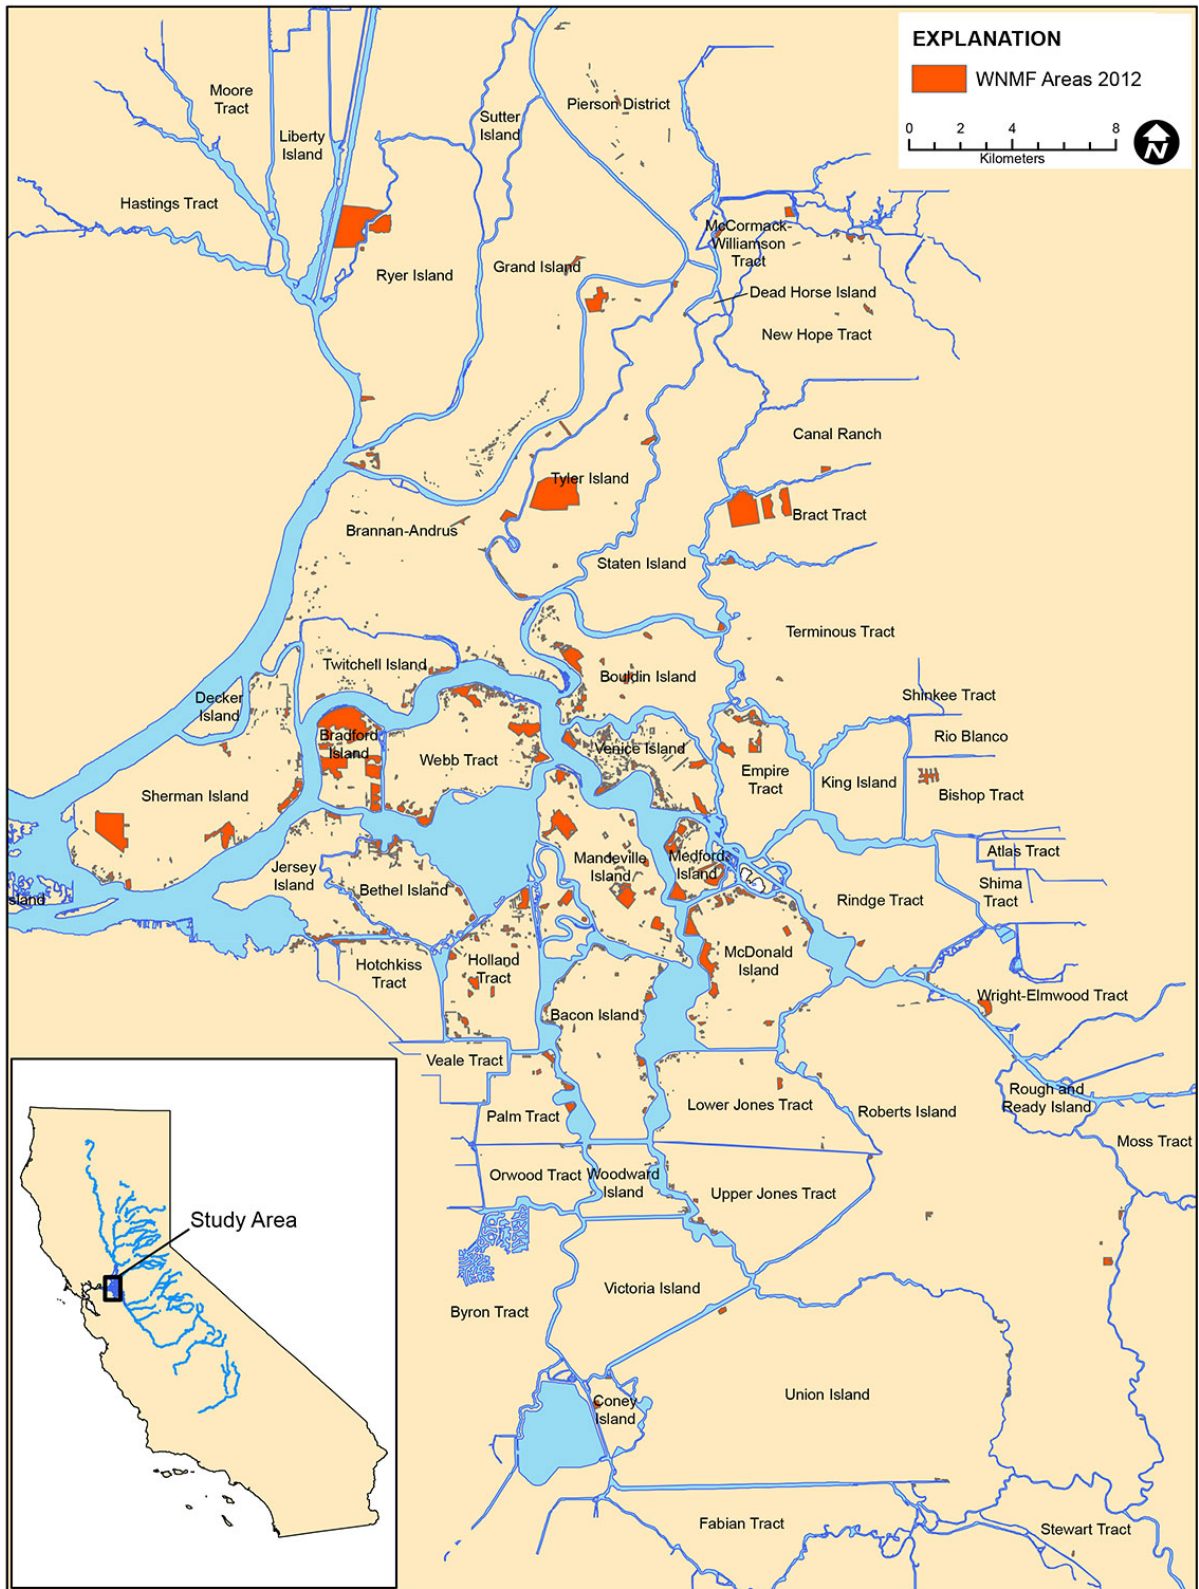 EXPLANATION
WNMF Areas 2012
0 2 4 8
Kilometers
N
Moore
Tract
Liberty
Island
Sutter
Island
Pierson District
Hastings Tract
McCormack-
Williamson
Tract
Ryer Island
Grand Island
Dead Horse Island
New Hope Tract
Canal Ranch
Tyler Island
Bract Tract
Brannan-Andrus
Staten Island
Terminous Tract
Twitchell Island
Bouldin Island
Decker
Island
Shinkee Tract
Bradford
Island
Webb Tract
Venice Island
Rio Blanco
Empire
Tract
King Island
Sherman Island
Bishop Tract
Jersey
Island
Bethel Island
Mandeville
Island
Medford
Island
Atlas Tract
Shima
Tract
sland
Rindge Tract
Hotchkiss
Tract
Holland
Tract
McDonald
Island
Wright-Elmwood Tract
Bacon Island
Veale Tract
Palm Tract
Lower Jones Tract
Roberts Island
Rough and
Ready Island
Moss Tract
Orwood Tract
Woodward
Island
Upper Jones Tract
Study Area
Victoria Island
Byron Tract
Coney
Island
Union Island
Fabian Tract
Stewart Tract